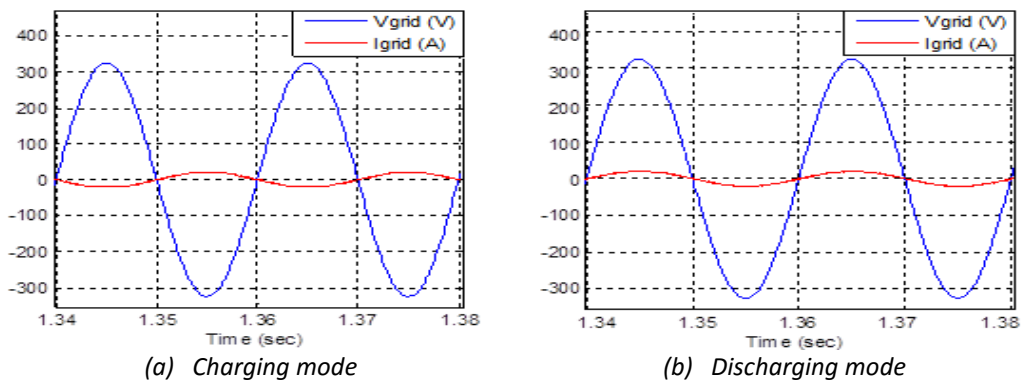 Vgrid (V)
Igrid (A)
400
300
200
100
0
-100
-200
-300
1.34 1.35 1.36 1.37 1.38
Time (sec)
(a) Charging mode
Vgrid (V)
Igrid (A)
400
300
200
100
0
-100
-200
-300
1.34 1.35 1.36 1.37 1.38
Time (sec)
(b) Discharging mode